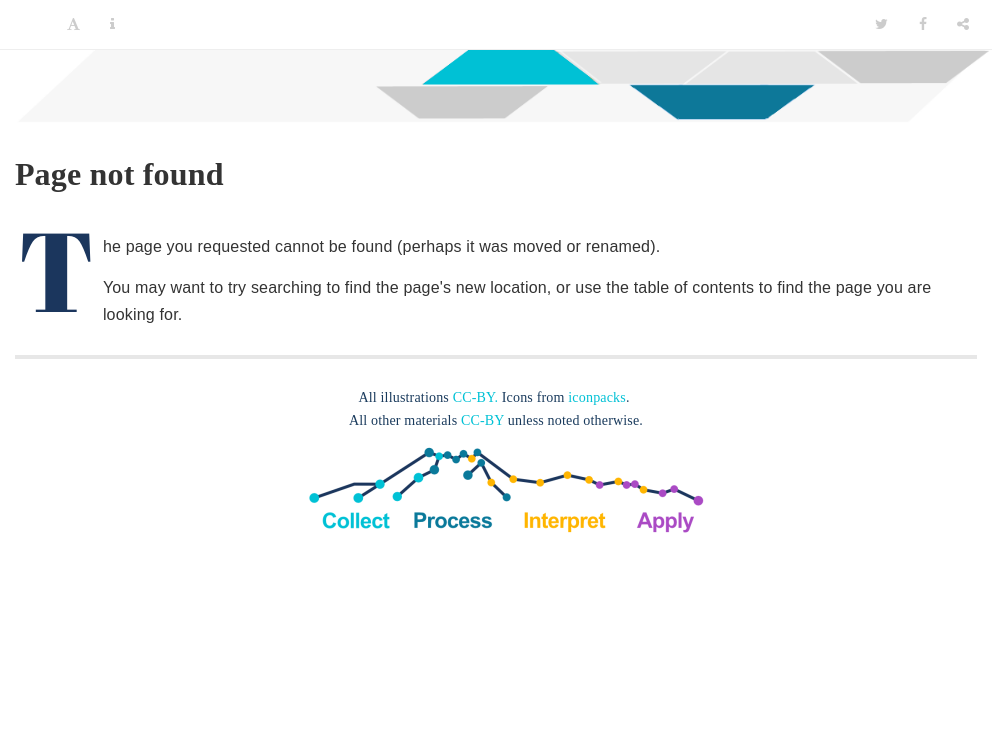 Page not found
The page you requested cannot be found (perhaps it was moved or renamed).
You may want to try searching to find the page's new location, or use the table of contents to find the page you are
looking for.
All illustrations CC-BY. Icons from iconpacks.
All other materials CC-BY unless noted otherwise.
Collect Process Interpret Apply